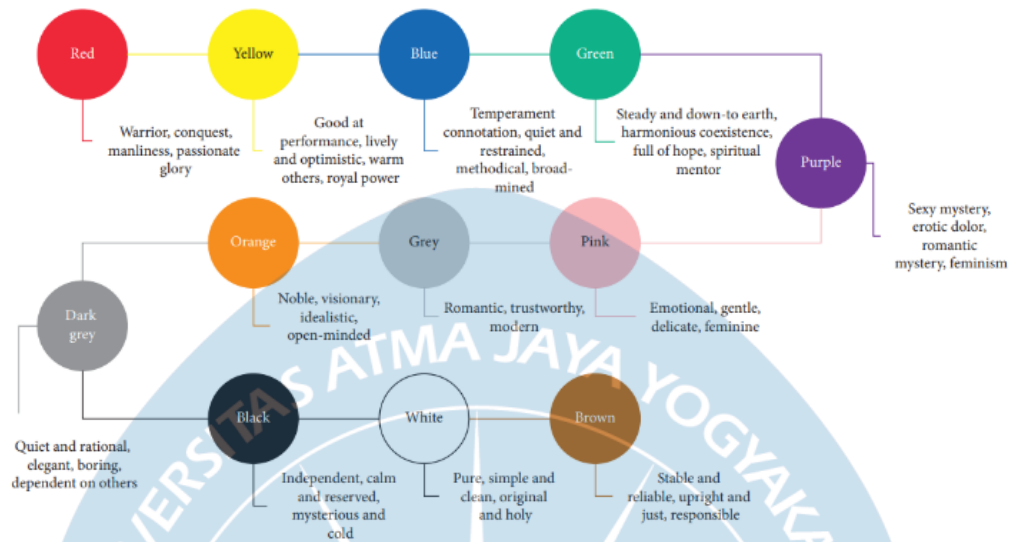 Red
Yellow
Blue
Green
Purple
Warrior, conquest,
manliness, passionate
glory
Good at
performance, lively
and optimistic, warm
others, royal power
Temperament
connotation, quiet and
restrained,
methodical, broad-
mined
Steady and down-to earth,
harmonious coexistence,
full of hope, spiritual
mentor
Sexy mystery,
erotic dolor,
romantic
mystery, feminism
Orange
Grey
Pink
Noble, visionary,
idealistic,
open-minded
Romantic, trustworthy,
modern
Emotional, gentle,
delicate, feminine
Dark
grey
Quiet and rational,
elegant, boring,
dependent on others
Black
White
Brown
Independent, calm
and reserved,
mysterious and
cold
Pure, simple and
clean, original
and holy
Stable and
reliable, upright and
just, responsible
VERSITAS ATMA JAYA YOGYAKA